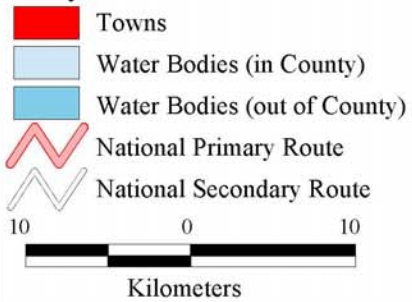 Towns
Water Bodies (in County)
Water Bodies (out of County)
National Primary Route
National Secondary Route
10 0 10
Kilometers